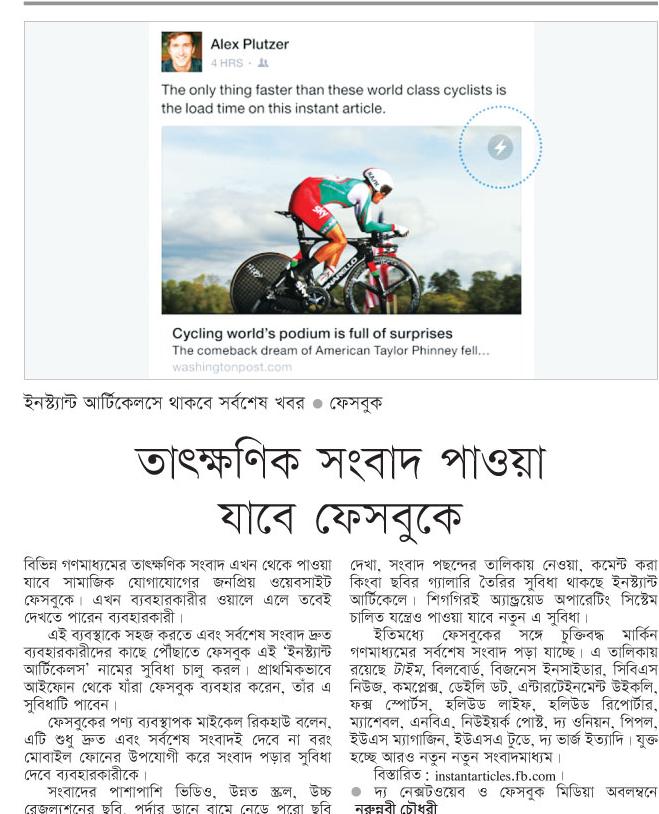 Alex Plutzer
4 HRS ·
The only thing faster than these world class cyclists is
the load time on this instant article.
SKY
PINARELLO
Cycling world's podium is full of surprises
The comeback dream of American Taylor Phinney fell...
washingtonpost.com
ইনস্ট্যান্ট আর্টিকেলসে থাকবে সর্বশেষ খবর ● ফেসবুক
তাৎক্ষণিক সংবাদ পাওয়া
যাবে ফেসবুকে
বিভিন্ন গণমাধ্যমের তাৎক্ষণিক সংবাদ এখন থেকে পাওয়া
যাবে সামাজিক যোগাযোগের জনপ্রিয় ওয়েবসাইট
ফেসবুকে। এখন ব্যবহারকারীর ওয়ালে এলে তবেই
দেখতে পারেন ব্যবহারকারী।
এই ব্যবস্থাকে সহজ করতে এবং সর্বশেষ সংবাদ দ্রুত
ব্যবহারকারীদের কাছে পৌঁছাতে ফেসবুক এই ‘ইনস্ট্যান্ট
আর্টিকেলস’ নামের সুবিধা চালু করল। প্রাথমিকভাবে
আইফোন থেকে যাঁরা ফেসবুক ব্যবহার করেন, তাঁর এ
সুবিধাটি পাবেন।
ফেসবুকের পণ্য ব্যবস্থাপক মাইকেল রিকহাউ বলেন,
এটি শুধু দ্রুত এবং সর্বশেষ সংবাদই দেবে না বরং
মোবাইল ফোনের উপযোগী করে সংবাদ পড়ার সুবিধা
দেবে ব্যবহারকারীকে।
সংবাদের পাশাপাশি ভিডিও, উন্নত স্ক্রল, উচ্চ
রেজল্যুশনের ছবি, পর্দার ডানে বামে নেড়ে পুরো ছবি
দেখা, সংবাদ পছন্দের তালিকায় নেওয়া, কমেন্ট করা
কিংবা ছবির গ্যালারি তৈরির সুবিধা থাকছে ইনস্ট্যান্ট
আর্টিকেলে। শিগগিরই অ্যান্ড্রয়েড অপারেটিং সিস্টেম
চালিত যন্ত্রেও পাওয়া যাবে নতুন এ সুবিধা।
ইতিমধ্যে ফেসবুকের সঙ্গে চুক্তিবদ্ধ মার্কিন
গণমাধ্যমের সর্বশেষ সংবাদ পড়া যাচ্ছে। এ তালিকায়
রয়েছে টাইম, বিলবোর্ড, বিজনেস ইনসাইডার, সিবিএস
নিউজ, কমপ্লেক্স, ডেইলি ডট, এন্টারটেইনমেন্ট উইকলি,
ফক্স স্পোর্টস, হলিউড লাইফ, হলিউড রিপোর্টার,
ম্যাশেবল, এনবিএ, নিউইয়র্ক পোস্ট, দ্য ওনিয়ন, পিপল,
ইউএস ম্যাগাজিন, ইউএসএ টুডে, দ্য ভার্জ ইত্যাদি। যুক্ত
হচ্ছে আরও নতুন নতুন সংবাদমাধ্যম।
বিস্তারিত : instantarticles.fb.com।
● দ্য নেক্সটওয়েব ও ফেসবুক মিডিয়া অবলম্বনে
নুরুন্নবী চৌধুরী